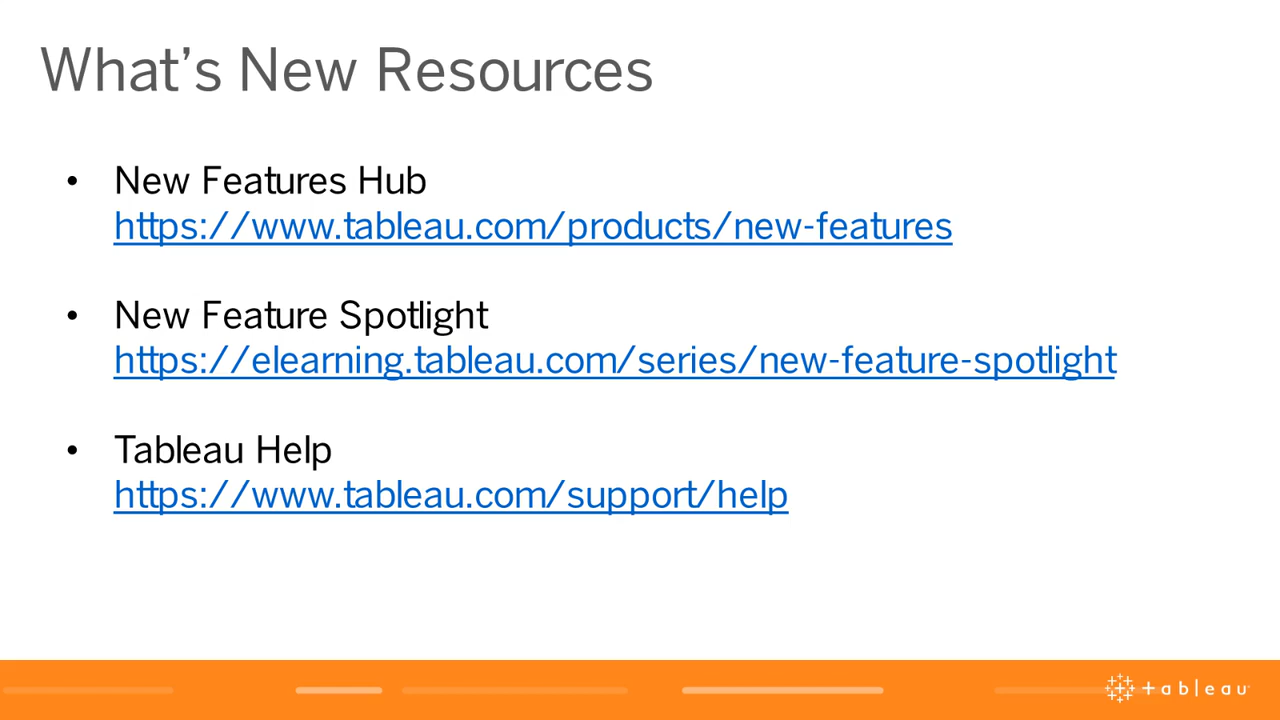 What’s New Resources
• New Features Hub
https://www.tableau.com/products/new-features
• New Feature Spotlight
https://elearning.tableau.com/series/new-feature-spotlight
• Tableau Help
https://www.tableau.com/support/help
+ableau